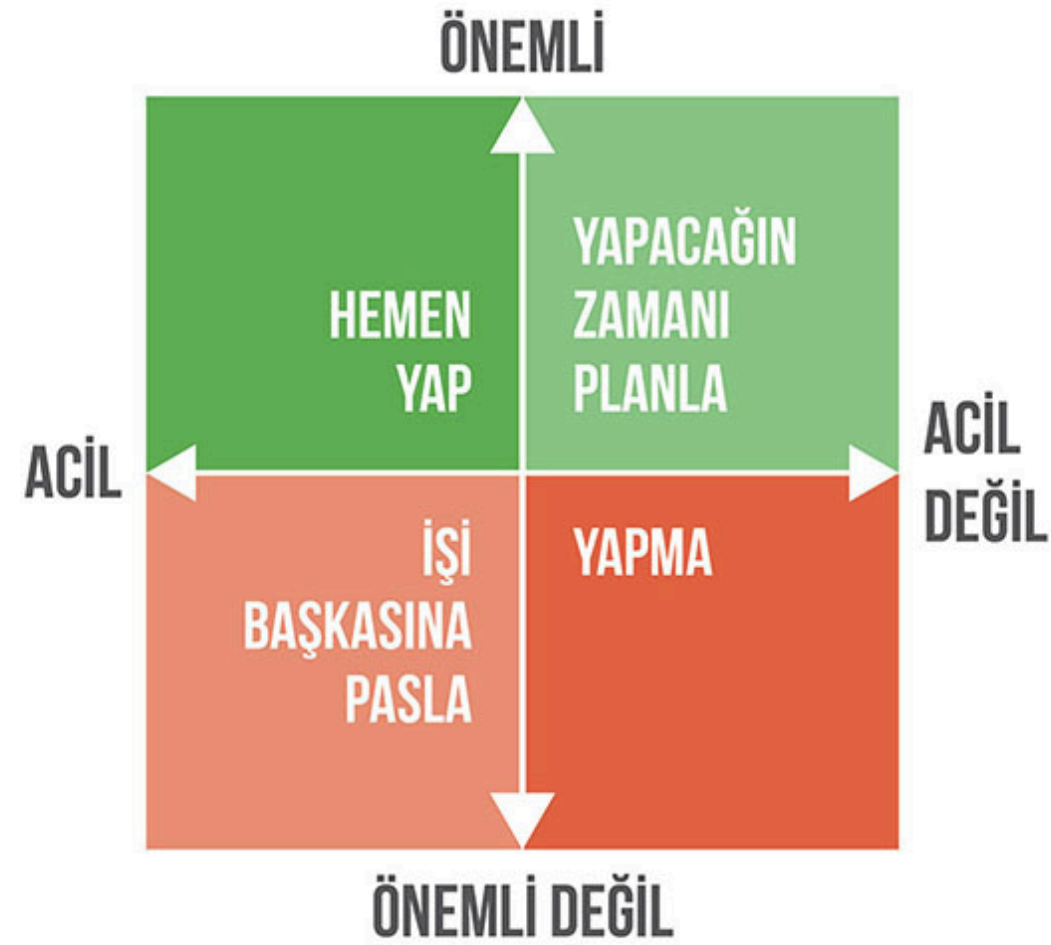 ÖNEMLİ
HEMEN
YAP
YAPACAĞIN
ZAMANI
PLANLA
ACİL
ACİL
DEĞİL
İŞİ
BAŞKASINA
PASLA
YAPMA
ÖNEMLİ DEĞİL